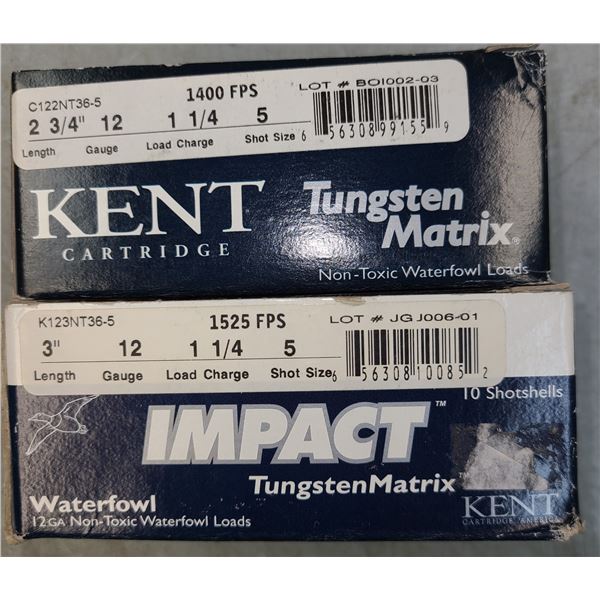 C122NT36-5 1400 FPS LOT # BOI002-03
2 3/4" 12 1 1/4 5
Length Gauge Load Charge Shot Size
6 56308 99155 9
KENT
CARTRIDGE
Tungsten
Matrix®
Non-Toxic Waterfowl Loads
K123NT36-5 1525 FPS LOT # JGJ006-01
3" 12 1 1/4 5
Length Gauge Load Charge Shot Size
6 56308 10085 2
10 Shotshells
IMPACT™
TungstenMatrix
Waterfowl
12GA Non-Toxic Waterfowl Loads
KENT
CARTRIDGE AMERICA